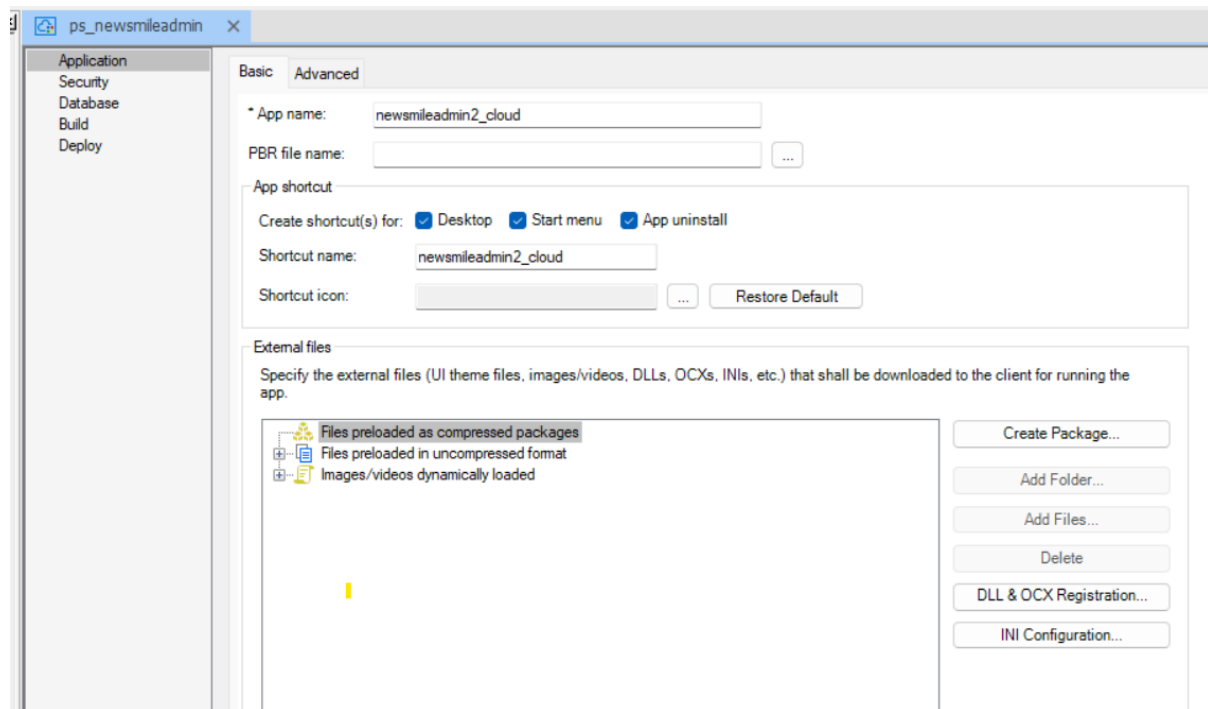 ps_newsmileadmin
Application
Security
Database
Build
Deploy
Basic Advanced
* App name: newsmileadmin2_cloud
PBR file name: ...
App shortcut
Create shortcut(s) for: Desktop Start menu App uninstall
Shortcut name: newsmileadmin2_cloud
Shortcut icon: ... Restore Default
External files
Specify the external files (UI theme files, images/videos, DLLs, OCXs, INIs, etc.) that shall be downloaded to the client for running the
app.
Files preloaded as compressed packages
Files preloaded in uncompressed format
Images/videos dynamically loaded
Create Package...
Add Folder...
Add Files...
Delete
DLL & OCX Registration...
INI Configuration...